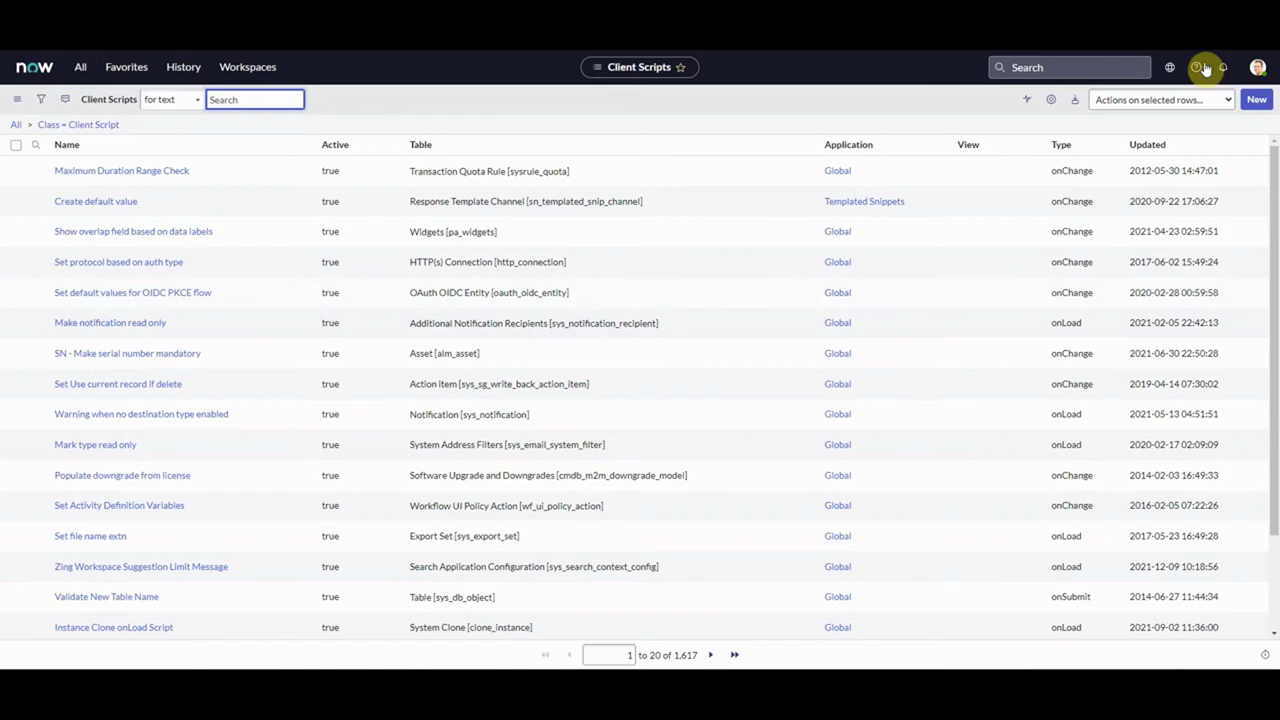 now All Favorites History Workspaces Client Scripts Search
Client Scripts for text Search Actions on selected rows... New
All > Class = Client Script
Name Active Table Application View Type Updated
Maximum Duration Range Check true Transaction Quota Rule [sysrule_quota] Global onChange 2012-05-30 14:47:01
Create default value true Response Template Channel [sn_templated_snip_channel] Templated Snippets onChange 2020-09-22 17:06:27
Show overlap field based on data labels true Widgets [pa_widgets] Global onChange 2021-04-23 02:59:51
Set protocol based on auth type true HTTP(s) Connection [http_connection] Global onChange 2017-06-02 15:49:24
Set default values for OIDC PKCE flow true OAuth OIDC Entity [oauth_oidc_entity] Global onChange 2020-02-28 00:59:58
Make notification read only true Additional Notification Recipients [sys_notification_recipient] Global onLoad 2021-02-05 22:42:13
SN - Make serial number mandatory true Asset [alm_asset] Global onChange 2021-06-30 22:50:28
Set Use current record if delete true Action item [sys_sg_write_back_action_item] Global onChange 2019-04-14 07:30:02
Warning when no destination type enabled true Notification [sys_notification] Global onLoad 2021-05-13 04:51:51
Mark type read only true System Address Filters [sys_email_system_filter] Global onLoad 2020-02-17 02:09:09
Populate downgrade from license true Software Upgrade and Downgrades [cmdb_m2m_downgrade_model] Global onChange 2014-02-03 16:49:33
Set Activity Definition Variables true Workflow UI Policy Action [wf_ui_policy_action] Global onChange 2016-02-05 07:22:26
Set file name extn true Export Set [sys_export_set] Global onLoad 2017-05-23 16:49:28
Zing Workspace Suggestion Limit Message true Search Application Configuration [sys_search_context_config] Global onLoad 2021-12-09 10:18:56
Validate New Table Name true Table [sys_db_object] Global onSubmit 2014-06-27 11:44:34
Instance Clone onLoad Script true System Clone [clone_instance] Global onLoad 2021-09-02 11:36:00
1 to 20 of 1,617